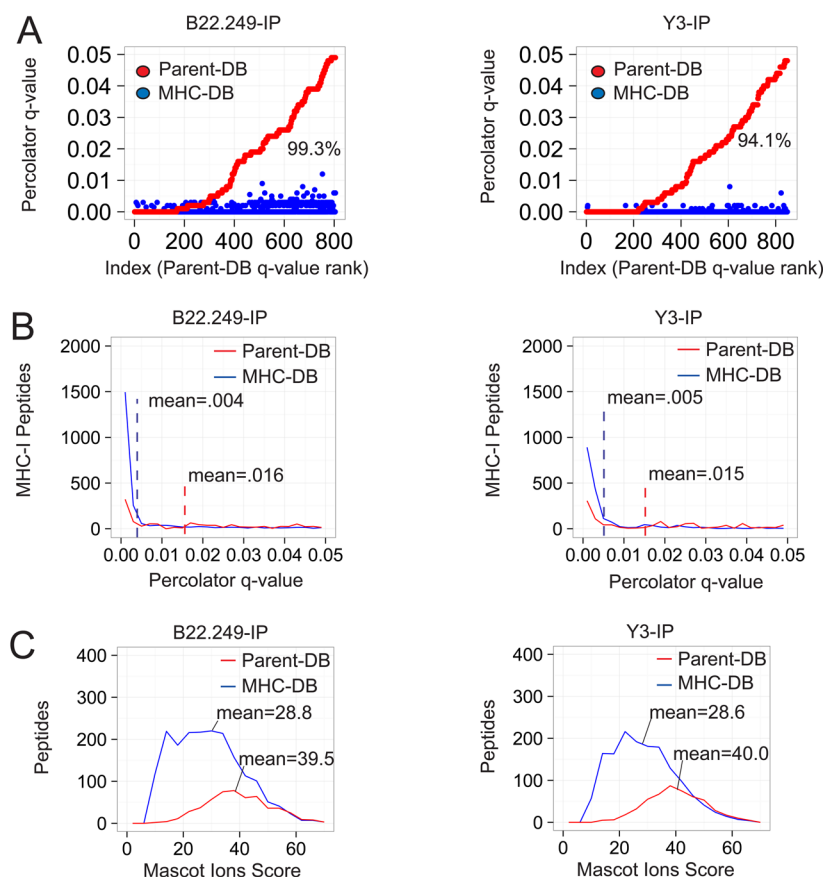 A
B22.249-IP
Y3-IP
Percolator q-value
0.05
0.04
0.03
0.02
0.01
0.00
Parent-DB
MHC-DB
99.3%
0 200 400 600 800
Index (Parent-DB q-value rank)
Percolator q-value
0.05
0.04
0.03
0.02
0.01
0.00
Parent-DB
MHC-DB
94.1%
0 200 400 600 800
Index (Parent-DB q-value rank)
B
B22.249-IP
Y3-IP
MHC-I Peptides
2000
1500
1000
500
0
Parent-DB
MHC-DB
mean=.004
mean=.016
0.00 0.01 0.02 0.03 0.04 0.05
Percolator q-value
MHC-I Peptides
2000
1500
1000
500
0
Parent-DB
MHC-DB
mean=.005
mean=.015
0.00 0.01 0.02 0.03 0.04 0.05
Percolator q-value
C
B22.249-IP
Y3-IP
Peptides
400
300
200
100
0
Parent-DB
MHC-DB
mean=28.8
mean=39.5
0 20 40 60
Mascot Ions Score
Peptides
400
300
200
100
0
Parent-DB
MHC-DB
mean=28.6
mean=40.0
0 20 40 60
Mascot Ions Score